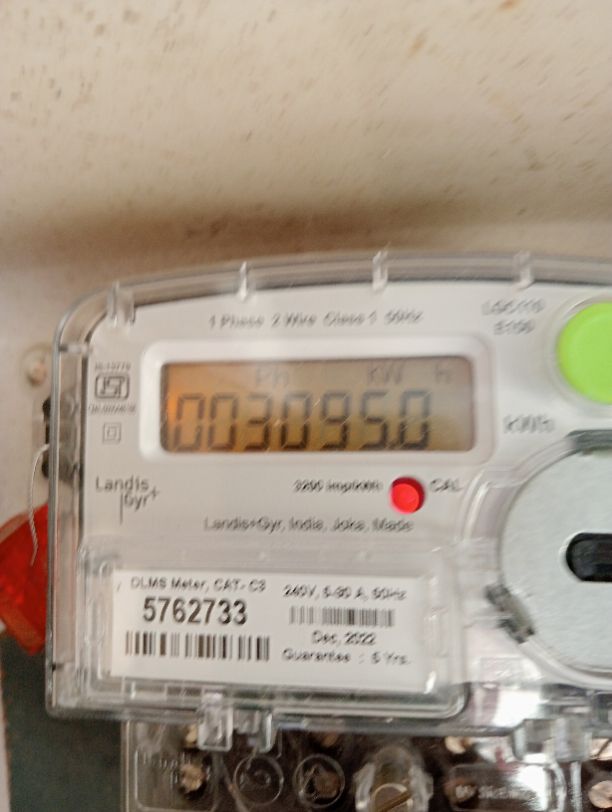 1 Phase 2 Wire Class 1 50Hz
Ph KW h
003095.0
kWh
Landis
Gyr+
3200 imp/kWh CAL
Landis+Gyr, India, Joka, Made
DLMS Meter, CAT- C3
5762733
240V, 5-30 A, 50Hz
Dec, 2022
Guarantee : 5 Yrs.